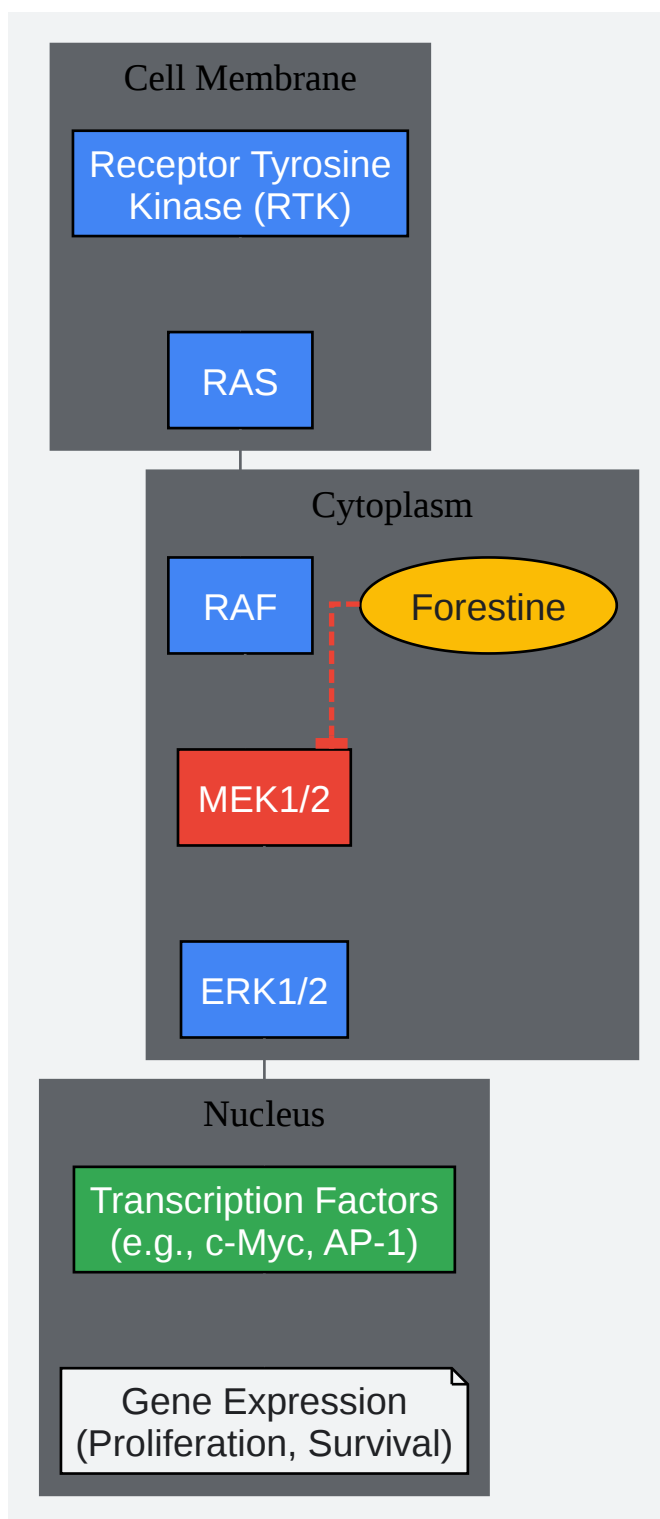 Cell Membrane
Receptor Tyrosine
Kinase (RTK)
RAS
Cytoplasm
RAF
Forestine
MEK1/2
ERK1/2
Nucleus
Transcription Factors
(e.g., c-Myc, AP-1)
Gene Expression
(Proliferation, Survival)